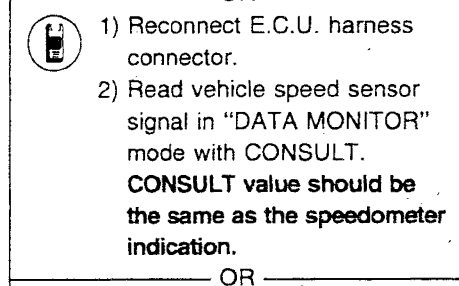 1) Reconnect E.C.U. harness
connector.
2) Read vehicle speed sensor
signal in “DATA MONITOR”
mode with CONSULT.
CONSULT value should be
the same as the speedometer
indication.
OR